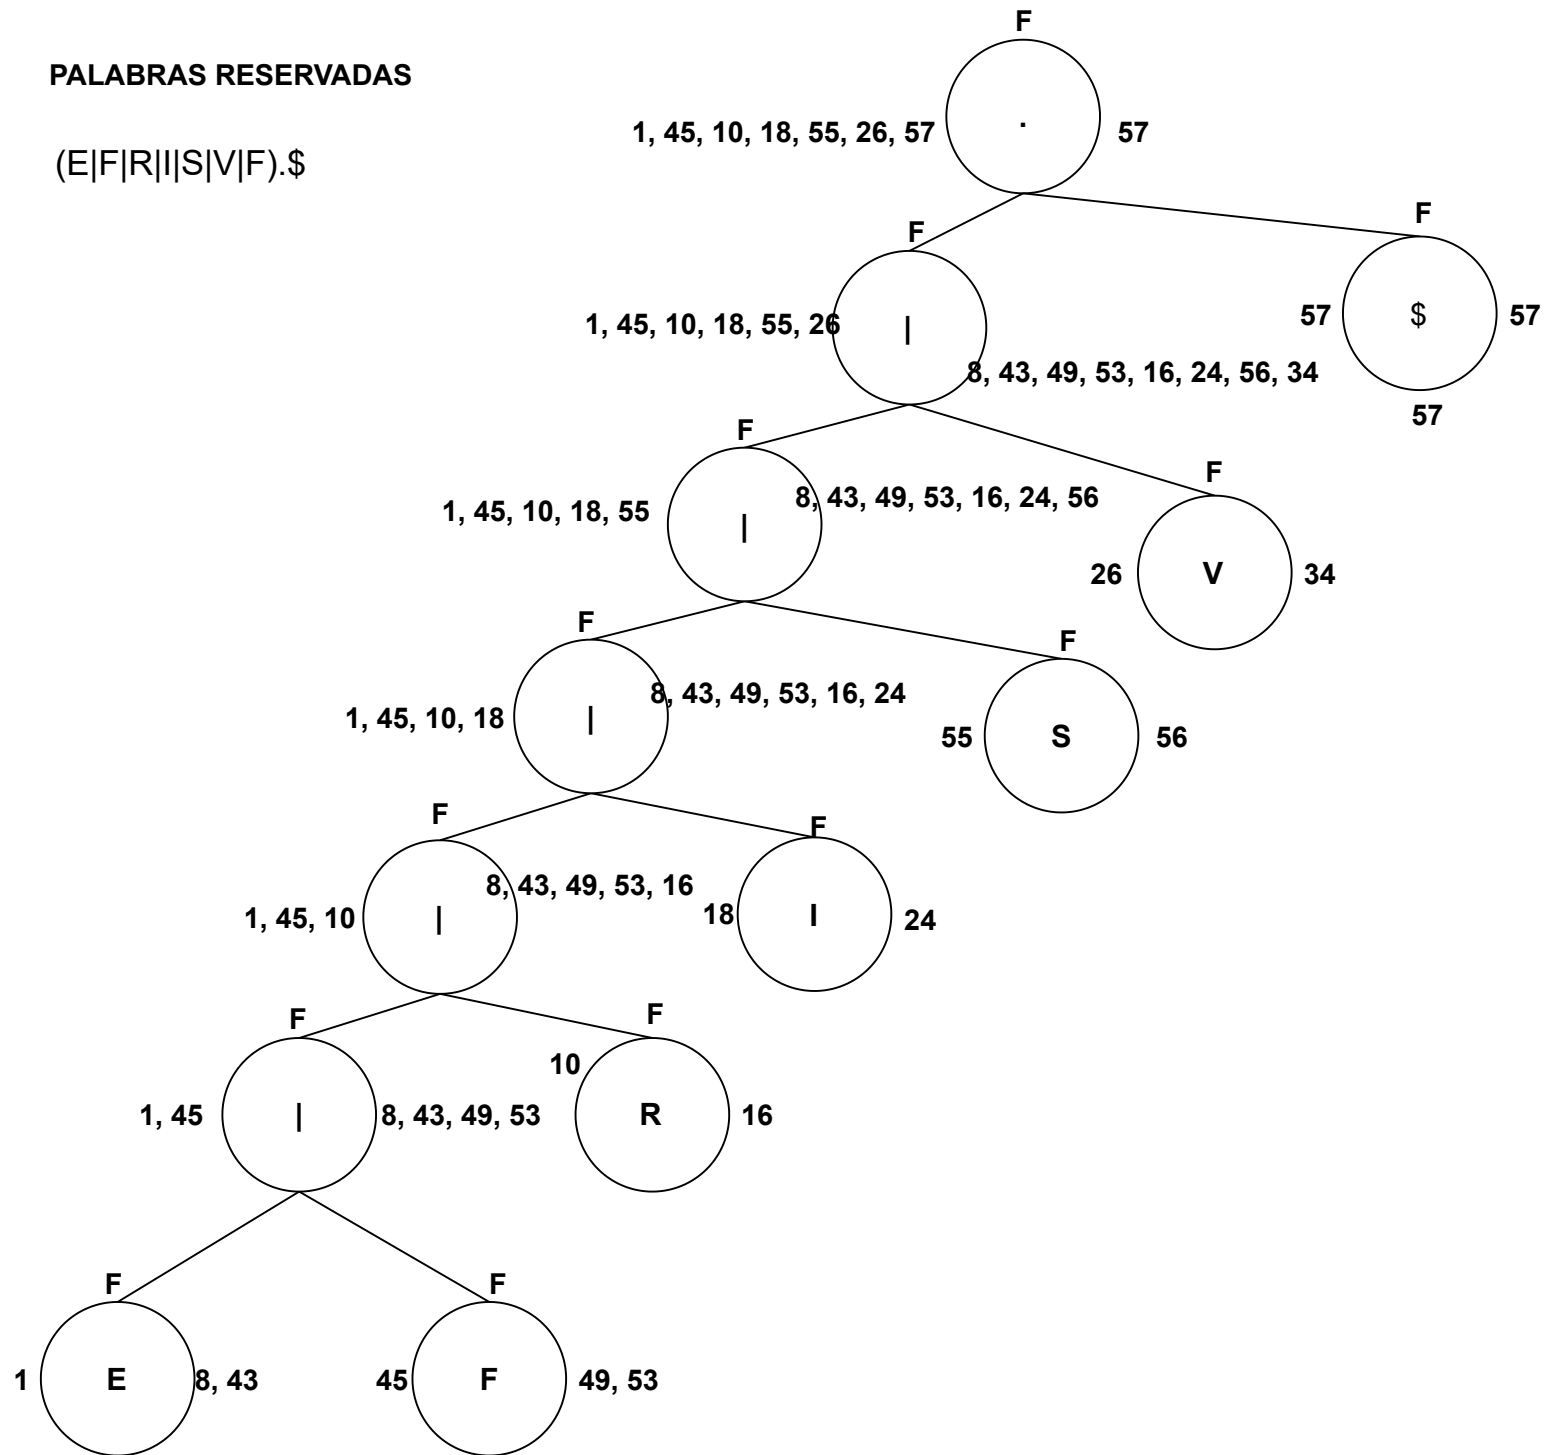 F
PALABRAS RESERVADAS
.
1, 45, 10, 18, 55, 26, 57
57
(E|F|R|I|S|V|F).$
F
F
1, 45, 10, 18, 55, 26
|
57
$
57
8, 43, 49, 53, 16, 24, 56, 34
57
F
F
8, 43, 49, 53, 16, 24, 56
1, 45, 10, 18, 55
|
26
V
34
F
F
8, 43, 49, 53, 16, 24
1, 45, 10, 18
|
55
S
56
F
F
8, 43, 49, 53, 16
1, 45, 10
|
18
I
24
F
F
10
1, 45
|
8, 43, 49, 53
R
16
F
F
1
E
8, 43
45
F
49, 53